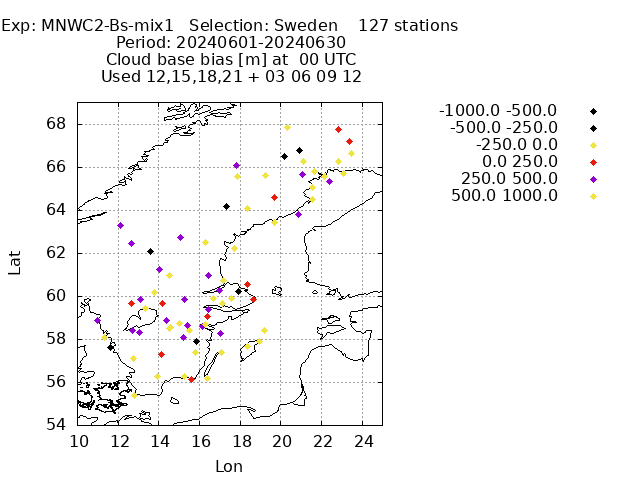 Exp: MNWC2-Bs-mix1   Selection: Sweden    127 stations
Period: 20240601-20240630
Cloud base bias [m] at  00 UTC
Used 12,15,18,21 + 03 06 09 12
-1000.0 -500.0
-500.0 -250.0
-250.0 0.0
0.0 250.0
250.0 500.0
500.0 1000.0
Lat
68
66
64
62
60
58
56
54
10 12 14 16 18 20 22 24
Lon